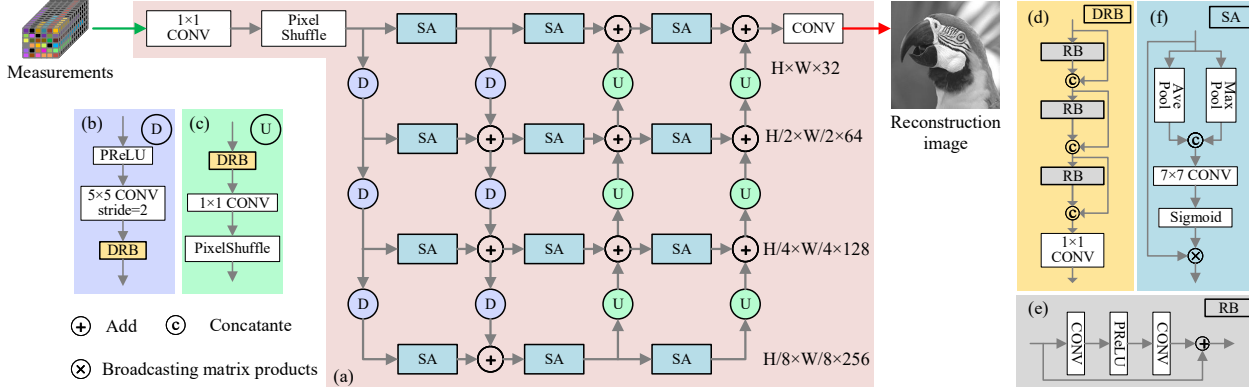 Measurements
1×1
CONV
Pixel
Shuffle
SA
SA
SA
CONV
H×W×32
D
D
U
U
SA
SA
SA
H/2×W/2×64
D
D
U
U
SA
SA
SA
H/4×W/4×128
D
D
U
U
SA
SA
SA
H/8×W/8×256
(a)
Reconstruction
image
(b)
D
PReLU
5×5 CONV
stride=2
DRB
(c)
U
DRB
1×1 CONV
PixelShuffle
+ Add
c Concatante
× Broadcasting matrix products
(d)
DRB
RB
c
RB
c
RB
c
1×1
CONV
(f)
SA
Ave
Pool
Max
Pool
c
7×7 CONV
Sigmoid
×
(e)
RB
CONV
PReLU
CONV
+